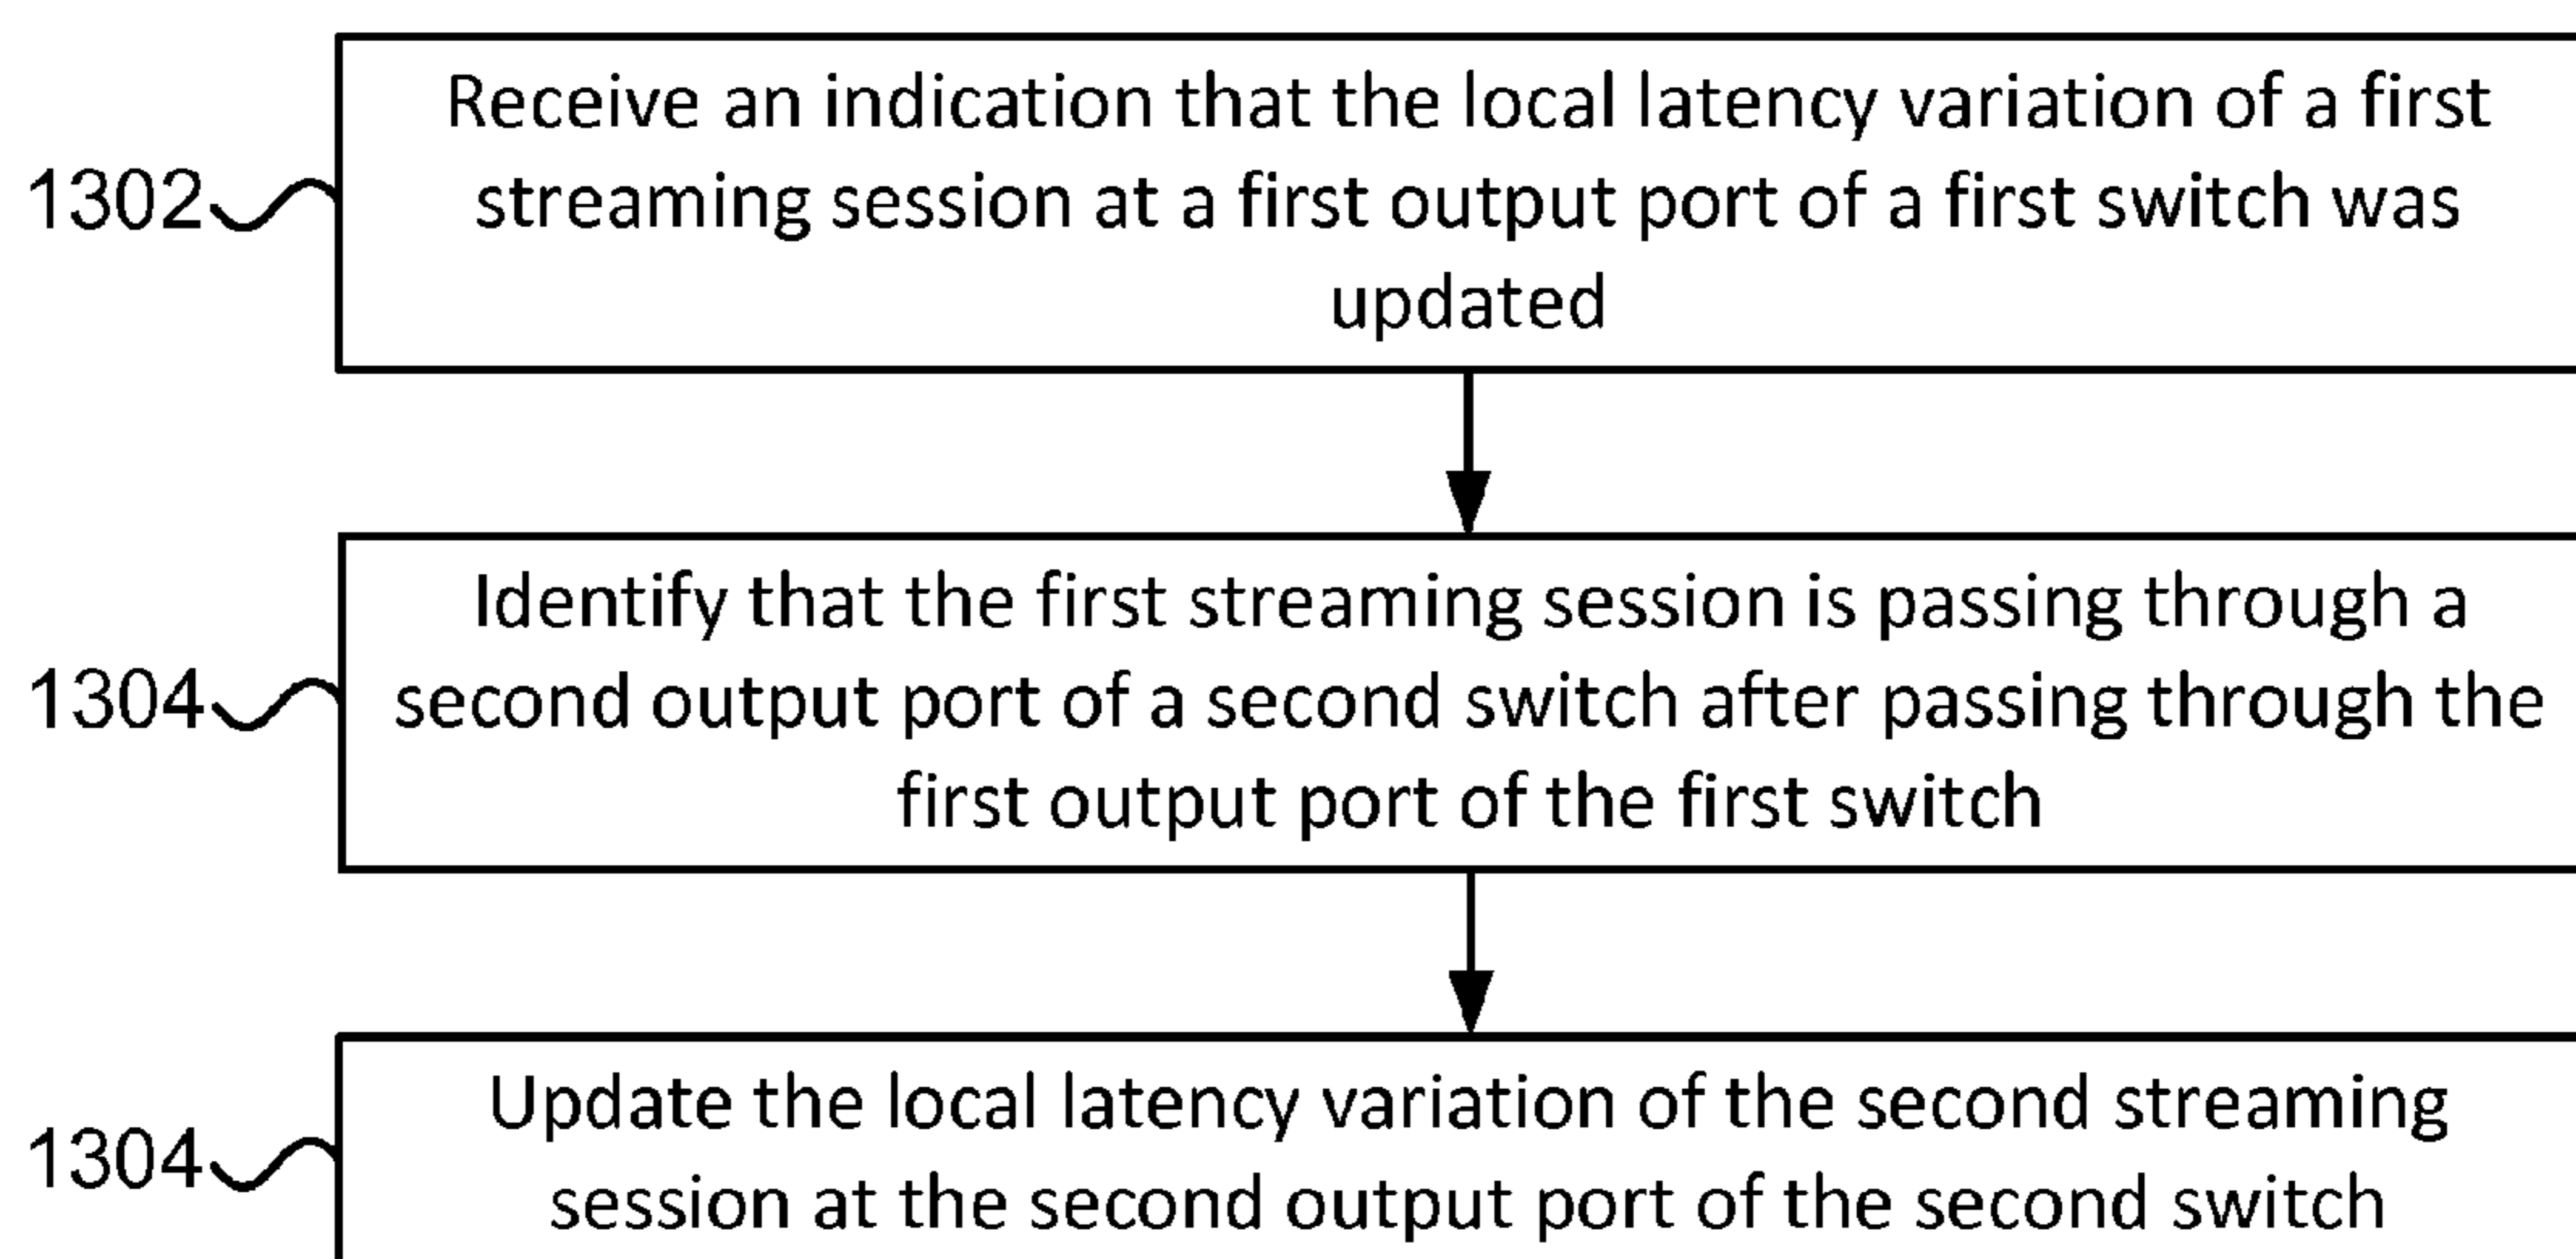 Receive an indication that the local latency variation of a first
1302 streaming session at a first output port of a first switch was
updated
Identify that the first streaming session is passing through a
1304 second output port of a second switch after passing through the
first output port of the first switch
Update the local latency variation of the second streaming
1304
session at the second output port of the second switch